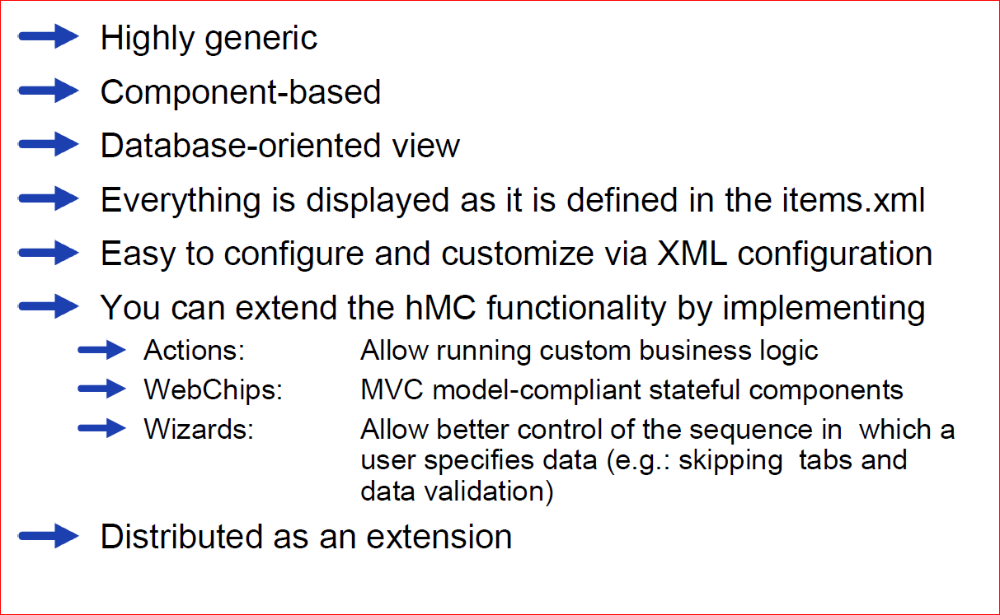 Highly generic
Component-based
Database-oriented view
Everything is displayed as it is defined in the items.xml
Easy to configure and customize via XML configuration
You can extend the hMC functionality by implementing
Actions: Allow running custom business logic
WebChips: MVC model-compliant stateful components
Wizards: Allow better control of the sequence in which a
user specifies data (e.g.: skipping tabs and
data validation)
Distributed as an extension